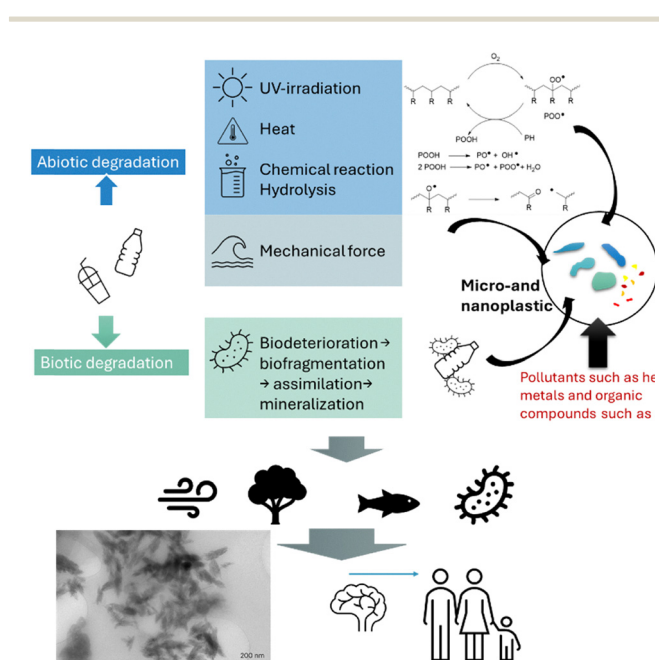 UV-irradiation
Heat
Chemical reaction
Hydrolysis
Mechanical force
Abiotic degradation
Biotic degradation
Biodeterioration →
biofragmentation
→ assimilation→
mineralization
O₂
R R R
OO•
R R R
POO•
POOH PH
POOH → PO• + OH•
2 POOH → PO• + POO• + H₂O
O•
R R
O
R
•
R
Micro-and
nanoplastic
Pollutants such as he
metals and organic
compounds such as
200 nm